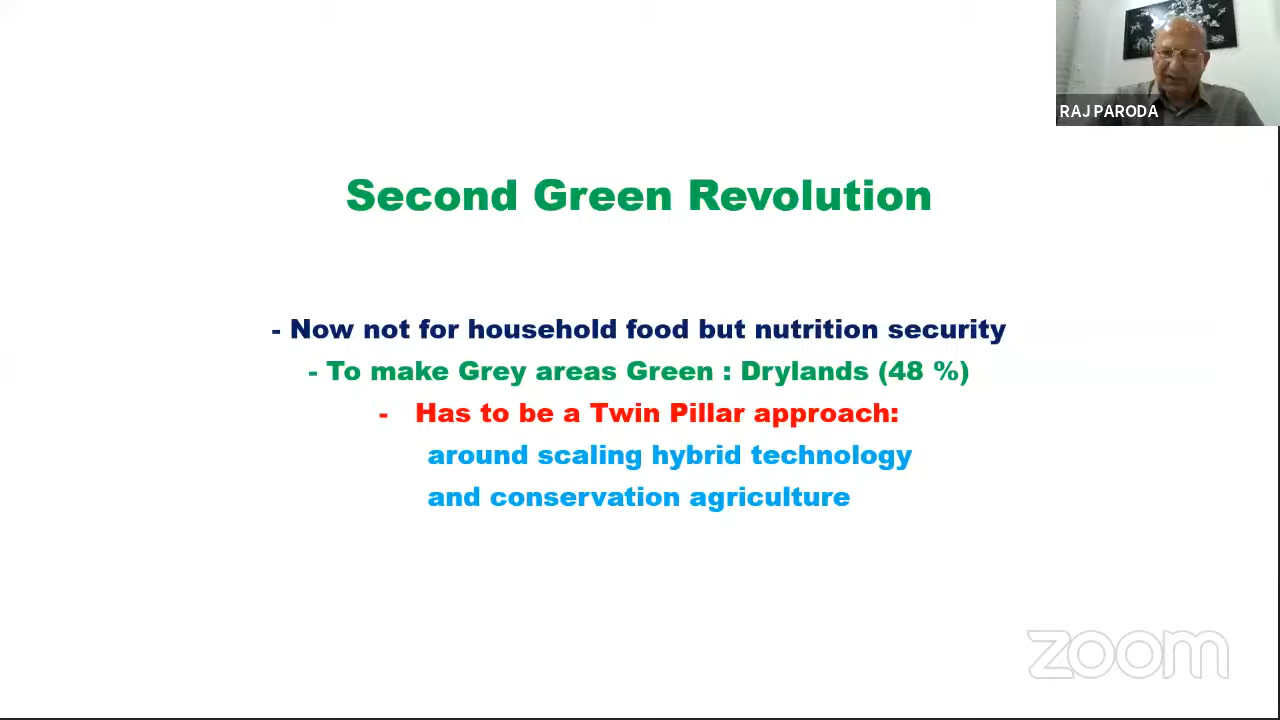 RAJ PARODA
Second Green Revolution
- Now not for household food but nutrition security
- To make Grey areas Green : Drylands (48 %)
- Has to be a Twin Pillar approach:
around scaling hybrid technology
and conservation agriculture
zoom